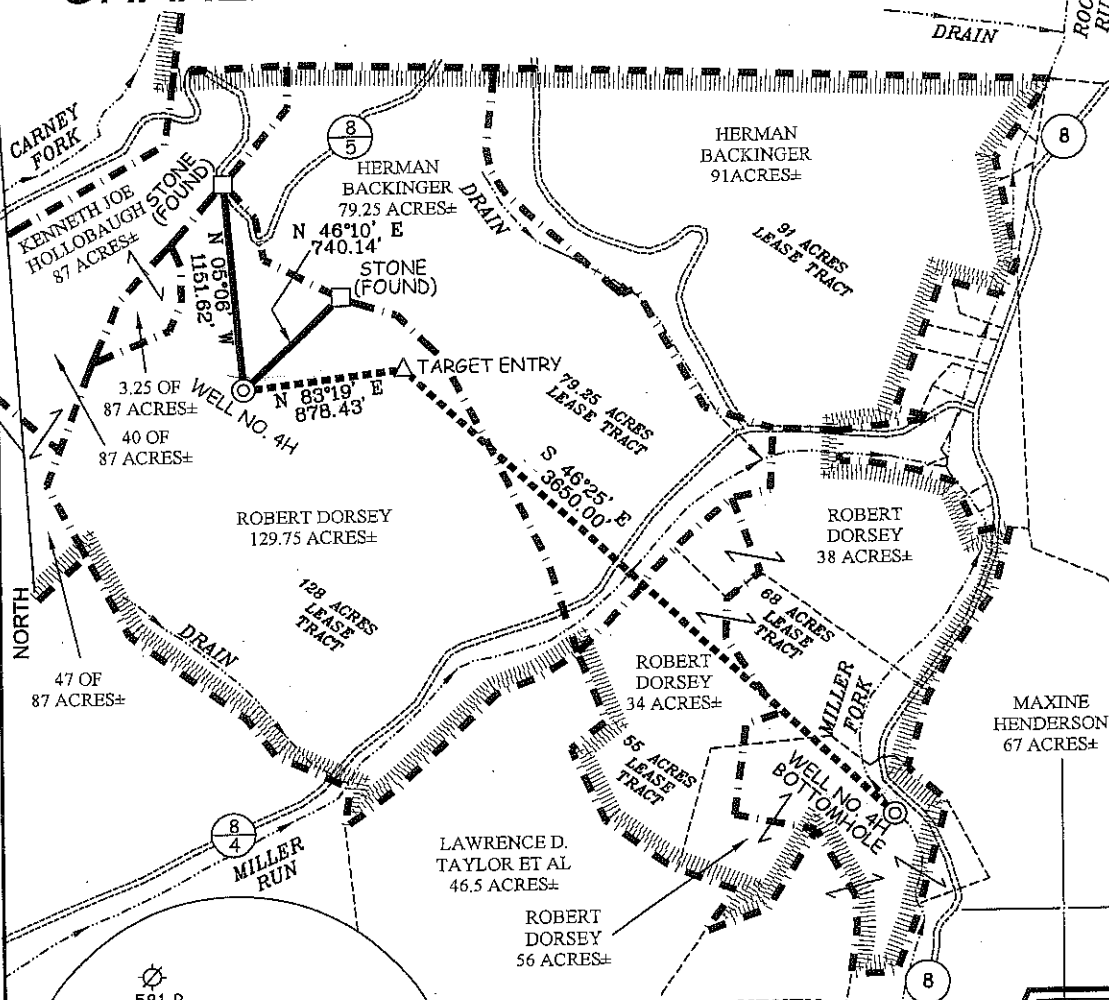 DRAIN
CARNEY
FORK
8
5
HERMAN
BACKINGER
79.25 ACRES±
HERMAN
BACKINGER
91ACRES±
8
STONE
(FOUND)
KENNETH JOE
HOLLOBAUGH
87 ACRES±
DRAIN
N 46°10' E
740.14'
91 ACRES
LEASE TRACT
STONE
(FOUND)
N 05°06' W
1151.62'
TARGET ENTRY
3.25 OF
87 ACRES±
WELL NO. 4H
N 83°19' E
878.43'
79.25 ACRES
LEASE TRACT
40 OF
87 ACRES±
S 46°25' E
3650.00'
ROBERT DORSEY
129.75 ACRES±
ROBERT
DORSEY
38 ACRES±
128 ACRES
LEASE
TRACT
68 ACRES
LEASE
TRACT
NORTH
DRAIN
47 OF
87 ACRES±
ROBERT
DORSEY
34 ACRES±
MILLER
FORK
MAXINE
HENDERSON
67 ACRES±
55 ACRES
LEASE
TRACT
WELL NO. 4H
BOTTOMHOLE
8
4
MILLER
RUN
LAWRENCE D.
TAYLOR ET AL
46.5 ACRES±
ROBERT
DORSEY
56 ACRES±
8